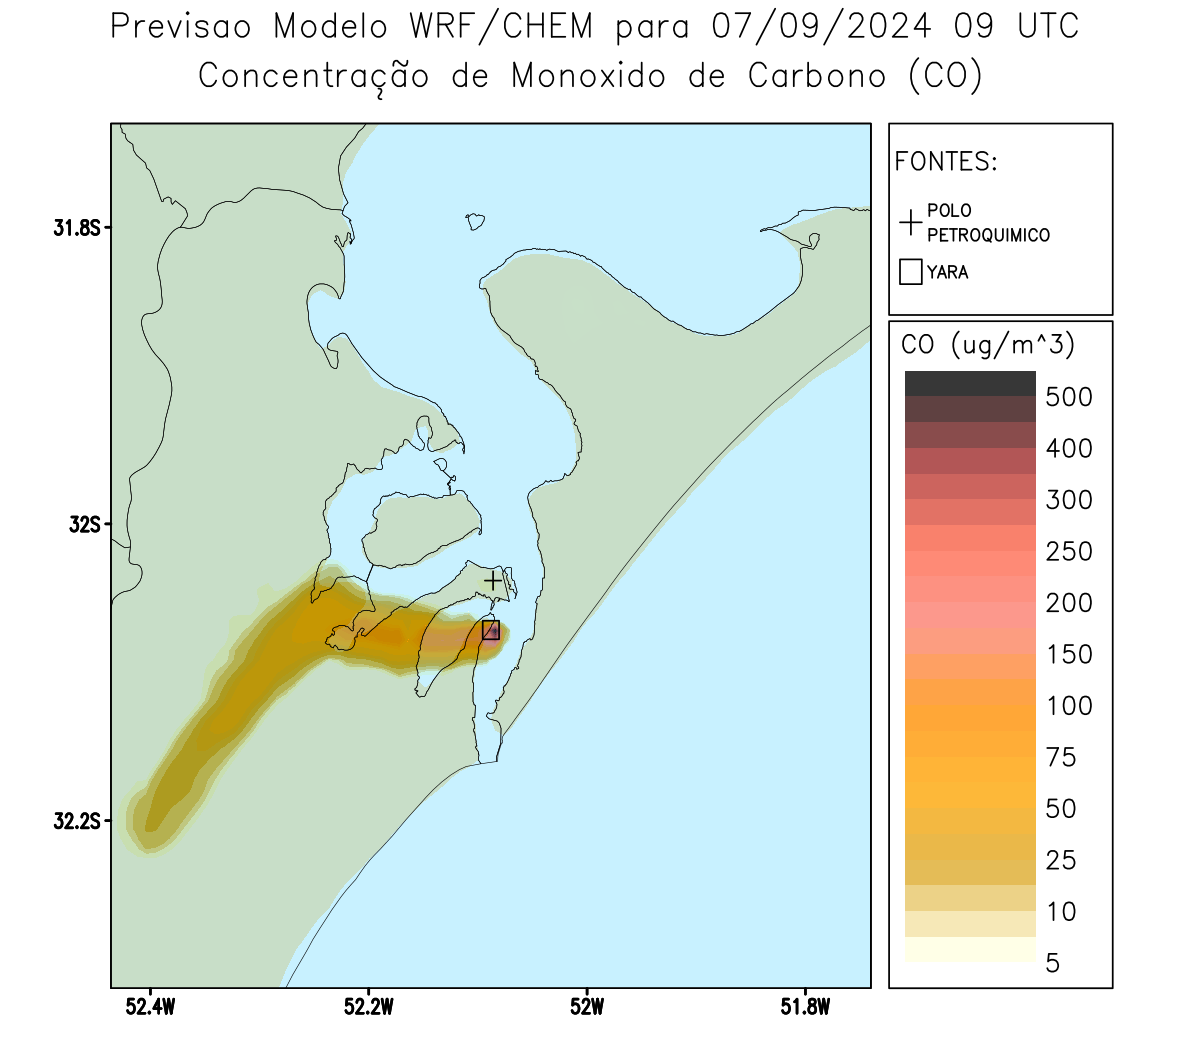 Previsao Modelo WRF/CHEM para 07/09/2024 09 UTC
Concentração de Monoxido de Carbono (CO)
FONTES:
POLO
PETROQUIMICO
YARA
31.8S
32S
32.2S
52.4W
52.2W
52W
51.8W
CO (ug/m^3)
500
400
300
250
200
150
100
75
50
25
10
5